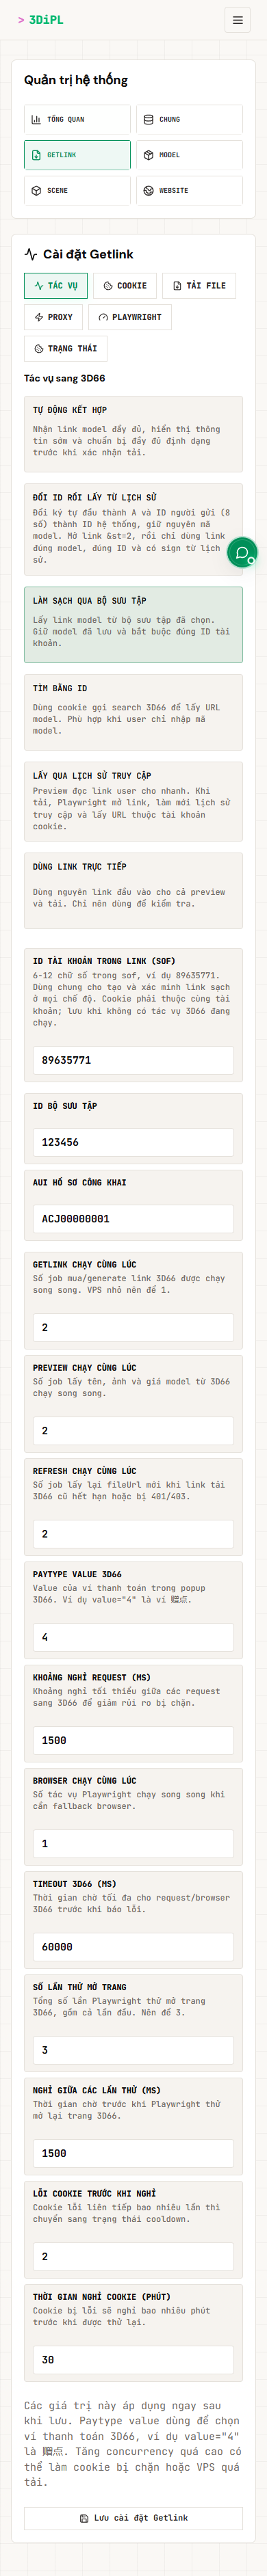 > 3DiPL
Quản trị hệ thống
TỔNG QUAN
CHUNG
GETLINK
MODEL
SCENE
WEBSITE
Cài đặt Getlink
TÁC VỤ
COOKIE
TẢI FILE
PROXY
PLAYWRIGHT
TRẠNG THÁI
Tác vụ sang 3D66
TỰ ĐỘNG KẾT HỢP
Nhận link model đầy đủ, hiển thị thông
tin sớm và chuẩn bị đầy đủ định dạng
trước khi xác nhận tải.
ĐỔI ID RỒI LẤY TỪ LỊCH SỬ
Đổi ký tự đầu thành A và ID người gửi (8
số) thành ID hệ thống, giữ nguyên mã
model. Mở link &st=2, rồi chỉ dùng link
đúng model, đúng ID và có sign từ lịch
sử.
LÀM SẠCH QUA BỘ SƯU TẬP
Lấy link model từ bộ sưu tập đã chọn.
Giữ model đã lưu và bắt buộc đúng ID tài
khoản.
TÌM BẰNG ID
Dùng cookie gọi search 3D66 để lấy URL
model. Phù hợp khi user chỉ nhập mã
model.
LẤY QUA LỊCH SỬ TRUY CẬP
Preview đọc link user cho nhanh. Khi
tải, Playwright mở link, làm mới lịch sử
truy cập và lấy URL thuộc tài khoản
cookie.
DÙNG LINK TRỰC TIẾP
Dùng nguyên link đầu vào cho cả preview
và tải. Chỉ nên dùng để kiểm tra.
ID TÀI KHOẢN TRONG LINK (SOF)
6-12 chữ số trong sof, ví dụ 89635771.
Dùng chung cho tạo và xác minh link sạch
ở mọi chế độ. Cookie phải thuộc cùng tài
khoản; lưu khi không có tác vụ 3D66 đang
chạy.
89635771
ID BỘ SƯU TẬP
123456
AUI HỒ SƠ CÔNG KHAI
ACJ00000001
GETLINK CHẠY CÙNG LÚC
Số job mua/generate link 3D66 được chạy
song song. VPS nhỏ nên để 1.
2
PREVIEW CHẠY CÙNG LÚC
Số job lấy tên, ảnh và giá model từ 3D66
chạy song song.
2
REFRESH CHẠY CÙNG LÚC
Số job lấy lại fileUrl mới khi link tải
3D66 cũ hết hạn hoặc bị 401/403.
2
PAYTYPE VALUE 3D66
Value của ví thanh toán trong popup
3D66. Ví dụ value="4" là ví 赠点.
4
KHOẢNG NGHỈ REQUEST (MS)
Khoảng nghỉ tối thiểu giữa các request
sang 3D66 để giảm rủi ro bị chặn.
1500
BROWSER CHẠY CÙNG LÚC
Số tác vụ Playwright chạy song song khi
cần fallback browser.
1
TIMEOUT 3D66 (MS)
Thời gian chờ tối đa cho request/browser
3D66 trước khi báo lỗi.
60000
SỐ LẦN THỬ MỞ TRANG
Tổng số lần Playwright thử mở trang
3D66, gồm cả lần đầu. Nên để 3.
3
NGHỈ GIỮA CÁC LẦN THỬ (MS)
Thời gian chờ trước khi Playwright thử
mở lại trang 3D66.
1500
LỖI COOKIE TRƯỚC KHI NGHỈ
Cookie lỗi liên tiếp bao nhiêu lần thì
chuyển sang trạng thái cooldown.
2
THỜI GIAN NGHỈ COOKIE (PHÚT)
Cookie bị lỗi sẽ nghỉ bao nhiêu phút
trước khi được thử lại.
30
Các giá trị này áp dụng ngay sau
khi lưu. Paytype value dùng để chọn
ví thanh toán 3D66, ví dụ value="4"
là 赠点. Tăng concurrency quá cao có
thể làm cookie bị chặn hoặc VPS quá
tải.
Lưu cài đặt Getlink